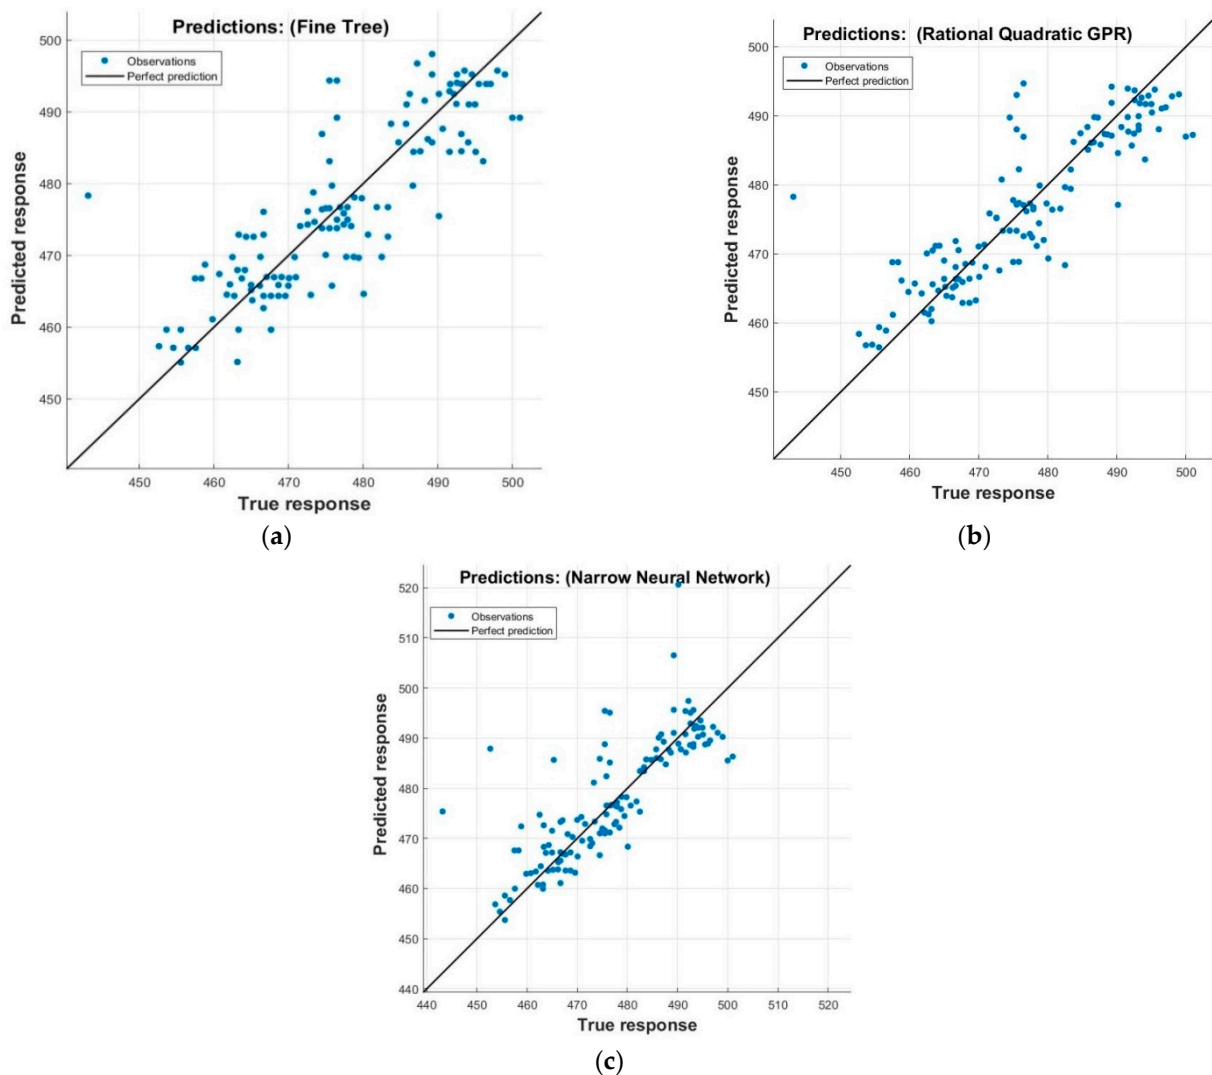 Predictions: (Fine Tree)
Observations
Perfect prediction
500
490
480
470
460
450
Predicted response
450 460 470 480 490 500
True response
(a)
Predictions: (Rational Quadratic GPR)
Observations
Perfect prediction
500
490
480
470
460
450
Predicted response
450 460 470 480 490 500
True response
(b)
Predictions: (Narrow Neural Network)
Observations
Perfect prediction
520
510
500
490
480
470
460
450
440
Predicted response
440 450 460 470 480 490 500 510 520
True response
(c)